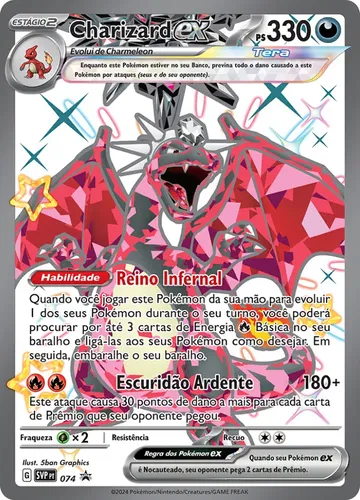 ESTÁGIO 2
Charizard ex
PS 330
Evolui de Charmeleon
Tera
Enquanto este Pokémon estiver no seu Banco, previna todo o dano causado a este
Pokémon por ataques (seus e do seu oponente).
Habilidade Reino Infernal
Quando você jogar este Pokémon da sua mão para evoluir
1 dos seus Pokémon durante o seu turno, você poderá
procurar por até 3 cartas de Energia Básica no seu
baralho e ligá-las aos seus Pokémon como desejar. Em
seguida, embaralhe o seu baralho.
Escuridão Ardente 180+
Este ataque causa 30 pontos de dano a mais para cada carta de
Prêmio que seu oponente pegou.
Fraqueza ×2 Resistência Recuo
Regra dos Pokémon ex
Ilust. 5ban Graphics
Quando seu Pokémon ex
é Nocauteado, seu oponente pega 2 cartas de Prêmio.
G SVP PT 074
©2024 Pokémon/Nintendo/Creatures/GAME FREAK